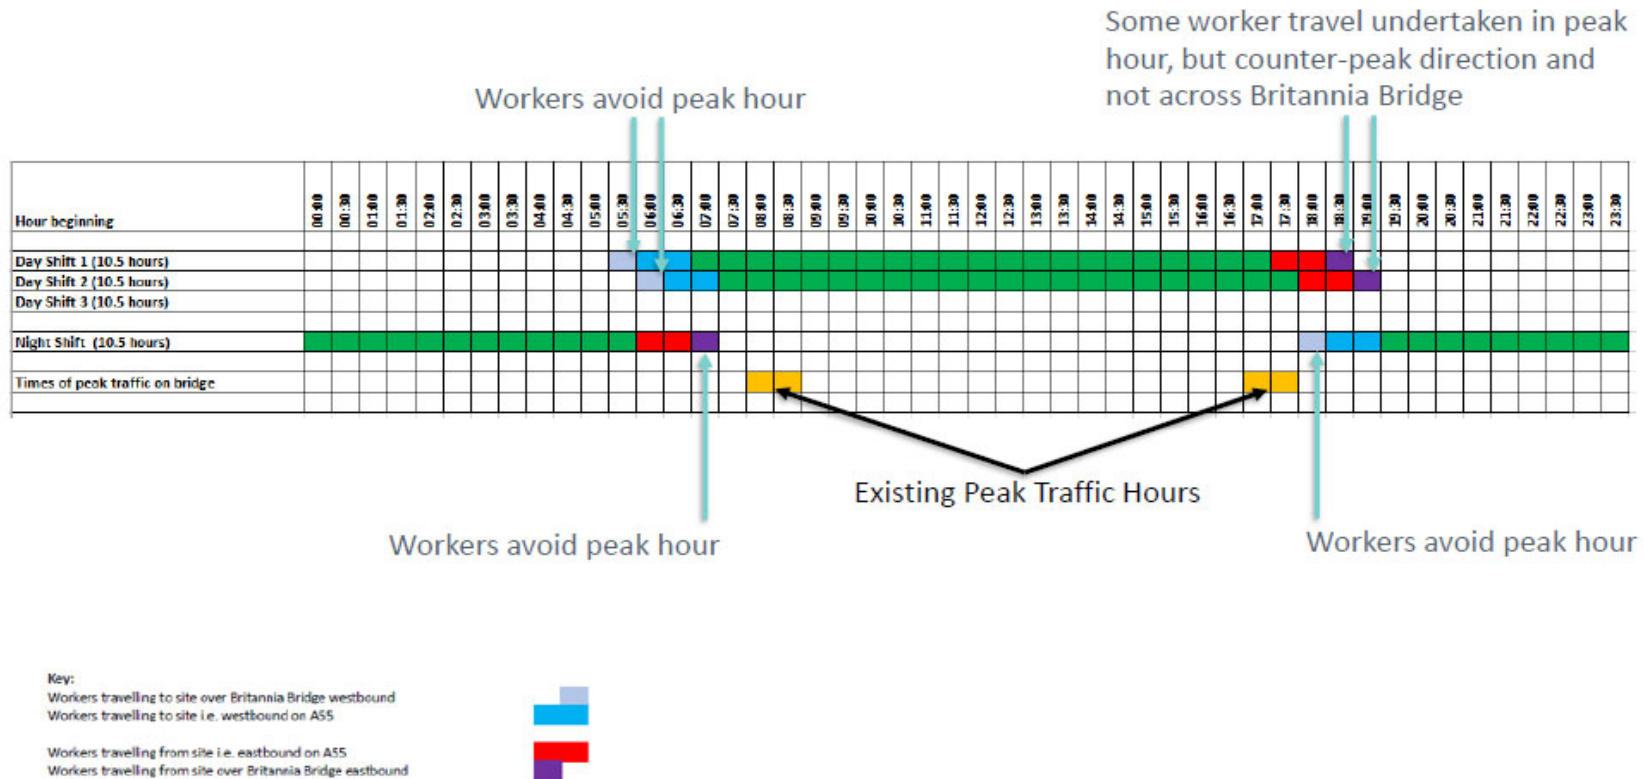 Some worker travel undertaken in peak
hour, but counter-peak direction and
not across Britannia Bridge
Workers avoid peak hour
Hour beginning 00:00 00:30 01:00 01:30 02:00 02:30 03:00 03:30 04:00 04:30 05:00 05:30 06:00 06:30 07:00 07:30 08:00 08:30 09:00 09:30 10:00 10:30 11:00 11:30 12:00 12:30 13:00 13:30 14:00 14:30 15:00 15:30 16:00 16:30 17:00 17:30 18:00 18:30 19:00 19:30 20:00 20:30 21:00 21:30 22:00 22:30 23:00 23:30
Day Shift 1 (10.5 hours)
Day Shift 2 (10.5 hours)
Day Shift 3 (10.5 hours)
Night Shift (10.5 hours)
Times of peak traffic on bridge
Existing Peak Traffic Hours
Workers avoid peak hour
Workers avoid peak hour
Key:
Workers travelling to site over Britannia Bridge westbound
Workers travelling to site i.e. westbound on A55
Workers travelling from site i.e. eastbound on A55
Workers travelling from site over Britannia Bridge eastbound